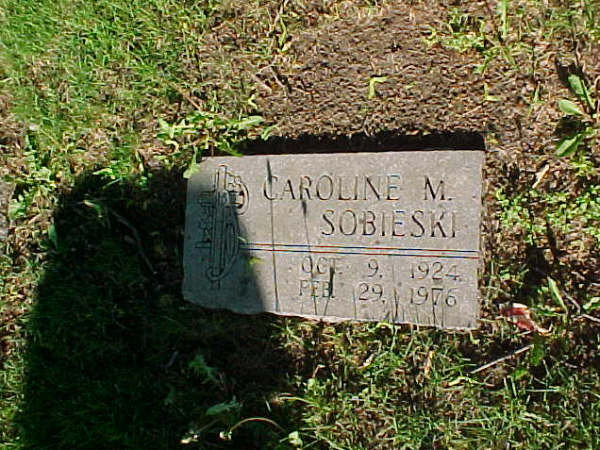 CAROLINE M.
SOBIESKI
OCT. 9, 1924
FEB. 29, 1976